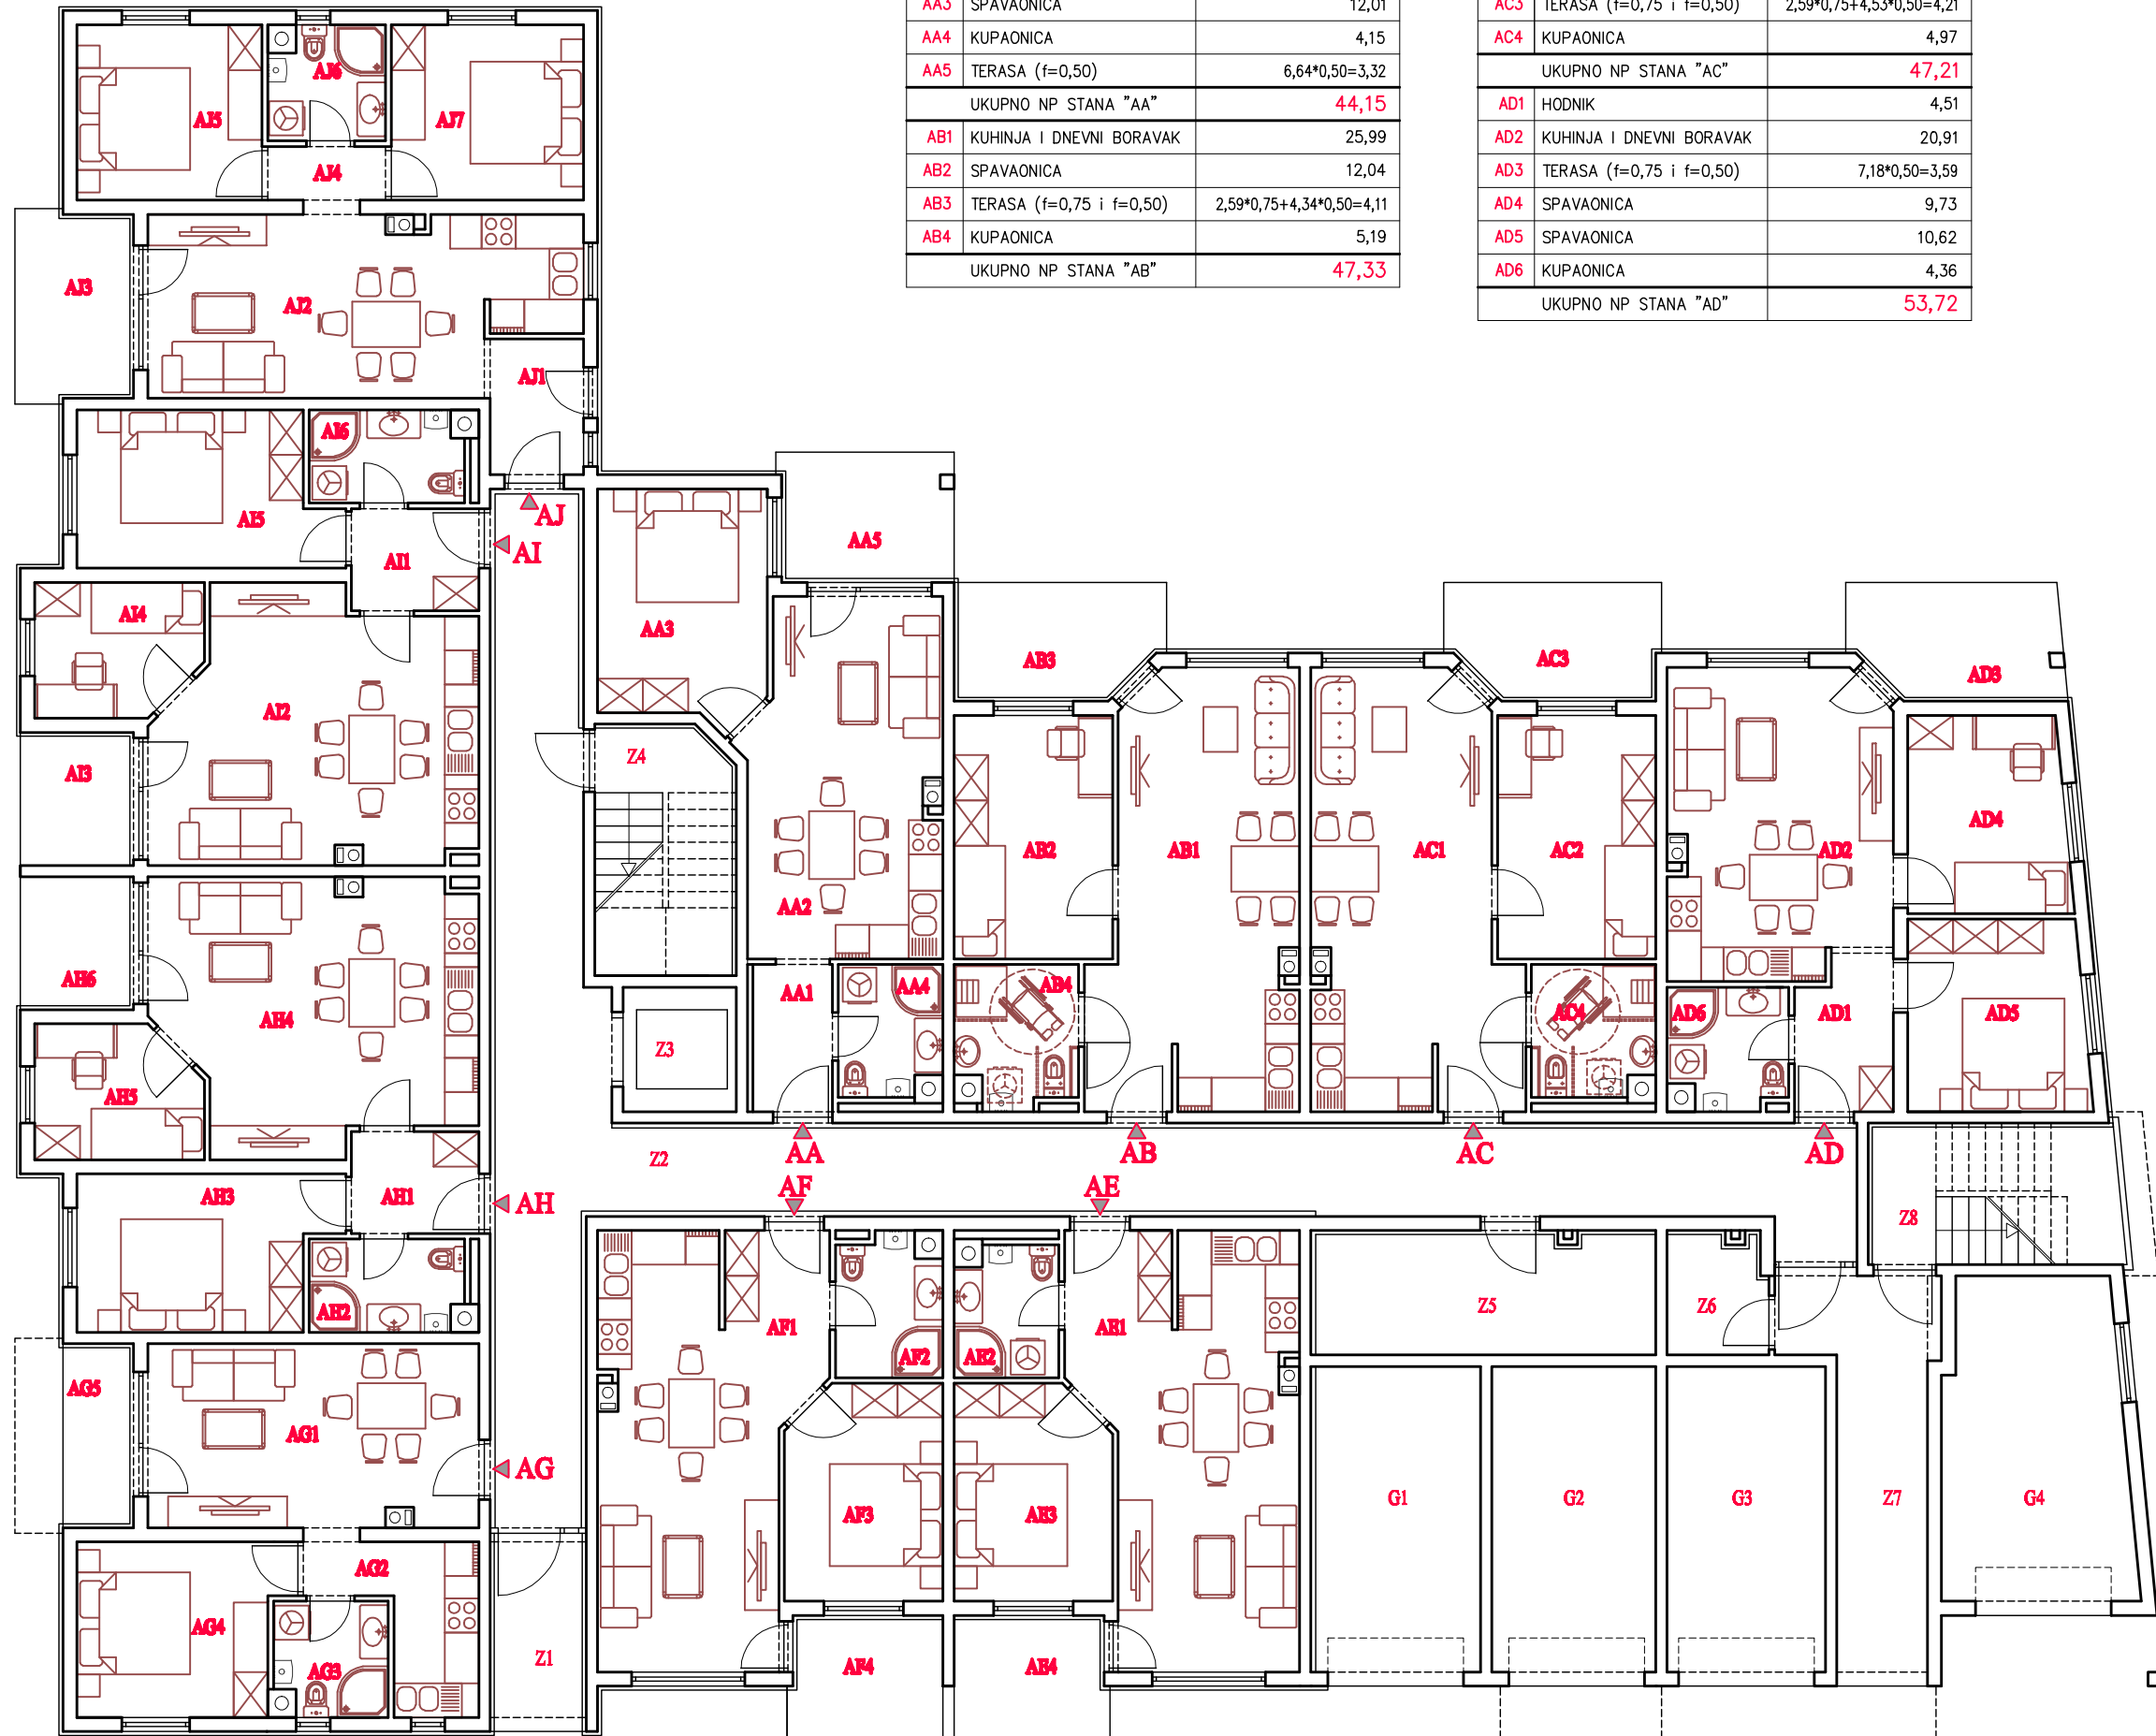 AA3 SPAVAONICA 12,01
AA4 KUPAONICA 4,15
AA5 TERASA (f=0,50) 6,64*0,50=3,32
UKUPNO NP STANA "AA" 44,15
AB1 KUHINJA I DNEVNI BORAVAK 25,99
AB2 SPAVAONICA 12,04
AB3 TERASA (f=0,75 i f=0,50) 2,59*0,75+4,34*0,50=4,11
AB4 KUPAONICA 5,19
UKUPNO NP STANA "AB" 47,33
AC3 TERASA (f=0,75 i f=0,50) 2,59*0,75+4,53*0,50=4,21
AC4 KUPAONICA 4,97
UKUPNO NP STANA "AC" 47,21
AD1 HODNIK 4,51
AD2 KUHINJA I DNEVNI BORAVAK 20,91
AD3 TERASA (f=0,75 i f=0,50) 7,18*0,50=3,59
AD4 SPAVAONICA 9,73
AD5 SPAVAONICA 10,62
AD6 KUPAONICA 4,36
UKUPNO NP STANA "AD" 53,72
AJ6
AJ5
AJ7
AJ4
AJ3
AJ2
AJ1
AI6
AI5
AJ
AI
AI1
AA5
AI4
AA3
AB3
AC3
AD3
AI2
Z4
AI3
AD4
AB2
AB1
AC1
AC2
AD2
AA2
AH6
AA1
AA4
AB4
AC4
AD6
AD1
AD5
AH4
Z3
AH5
AA
AB
AC
AD
Z2
AF
AE
AH3
AH1
AH
Z8
AH2
Z5
Z6
AF1
AE1
AF2
AE2
AG5
AG1
AG
G1
G2
G3
Z7
G4
AF3
AE3
AG2
AG4
AG3
Z1
AF4
AE4